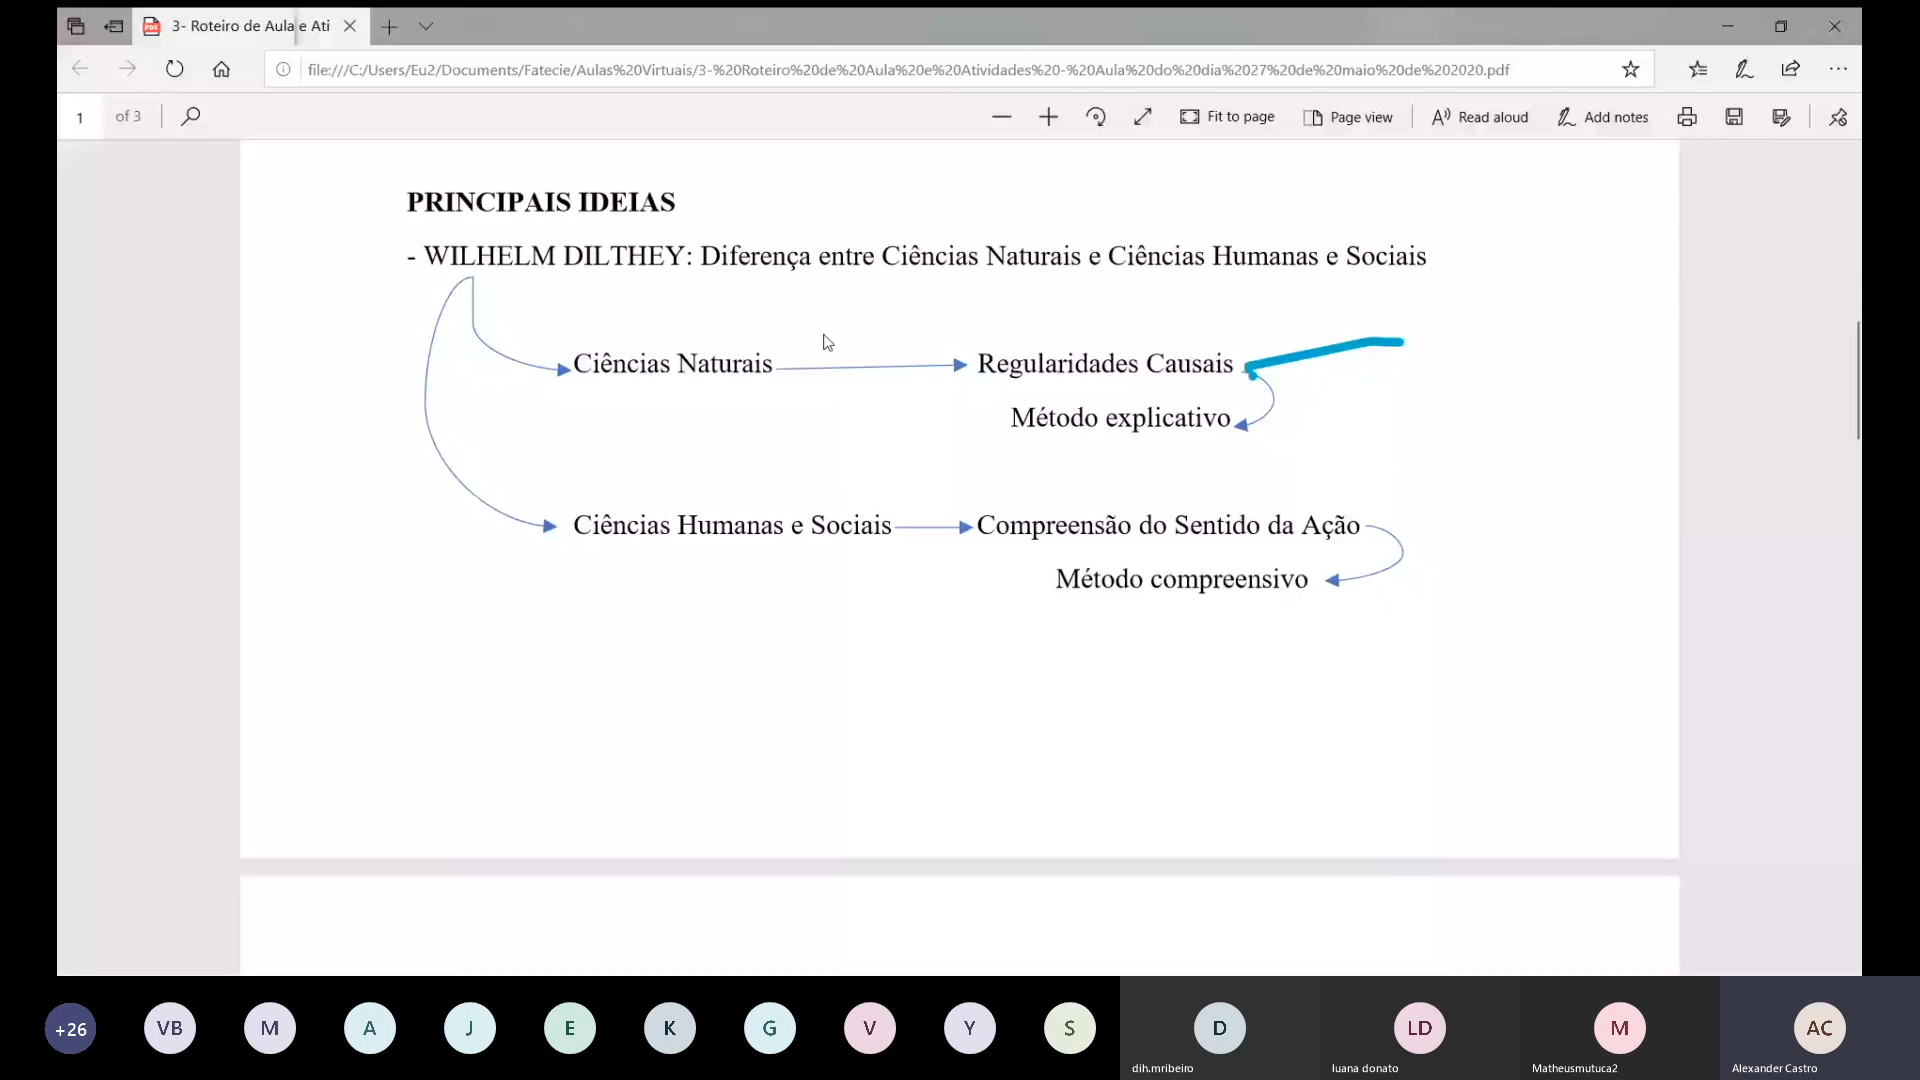 3- Roteiro de Aula e Ati
file:///C:/Users/Eu2/Documents/Fatecie/Aulas%20Virtuais/3-%20Roteiro%20de%20Aula%20e%20Atividades%20-%20Aula%20do%20dia%2027%20de%20maio%20de%202020.pdf
1 of 3 Fit to page Page view Read aloud Add notes
PRINCIPAIS IDEIAS
- WILHELM DILTHEY: Diferença entre Ciências Naturais e Ciências Humanas e Sociais
Ciências Naturais Regularidades Causais
Método explicativo
Ciências Humanas e Sociais Compreensão do Sentido da Ação
Método compreensivo
+26 VB M A J E K G V Y S D LD M AC
dih.mribeiro luana donato Matheusmutuca2 Alexander Castro